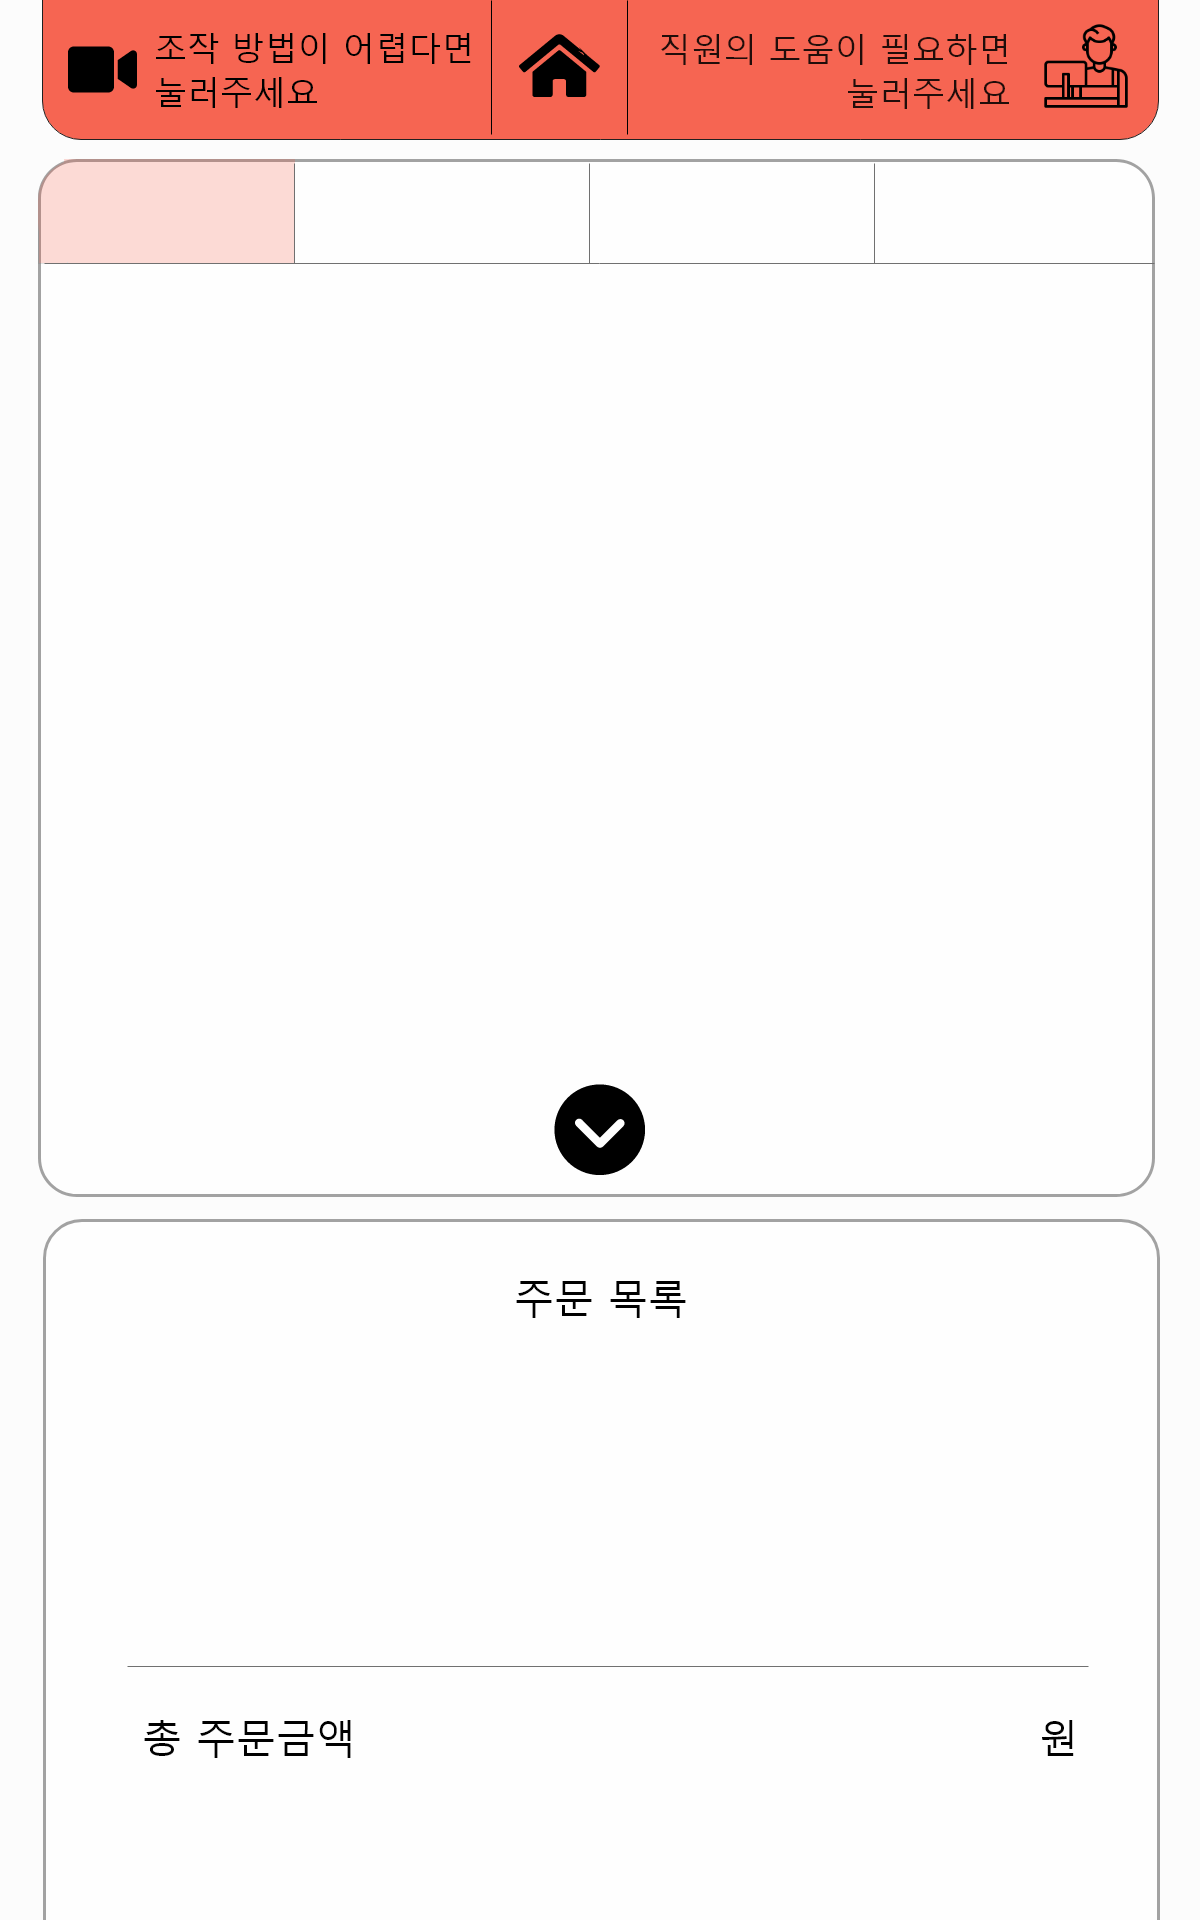 조작 방법이 어렵다면
눌러주세요
직원의 도움이 필요하면
눌러주세요
주문 목록
총 주문금액 원